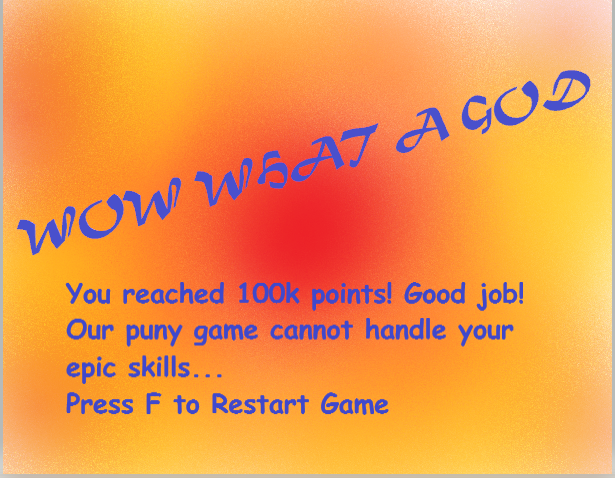 WOW WHAT A GOD
You reached 100k points! Good job!
Our puny game cannot handle your
epic skills...
Press F to Restart Game